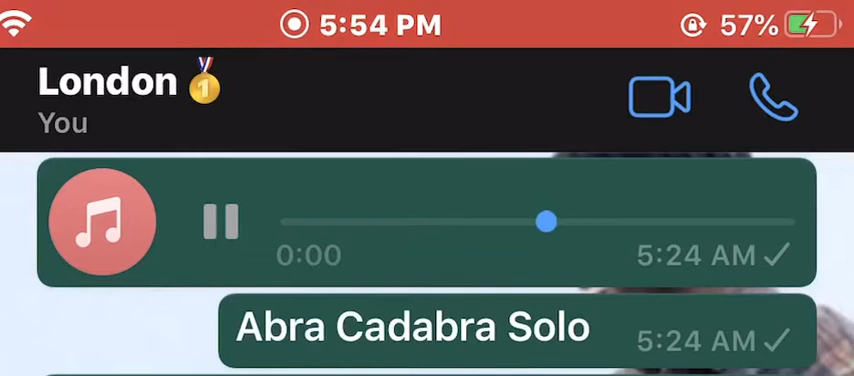 5:54 PM 57%
London 🥇
You
0:00 5:24 AM
Abra Cadabra Solo 5:24 AM